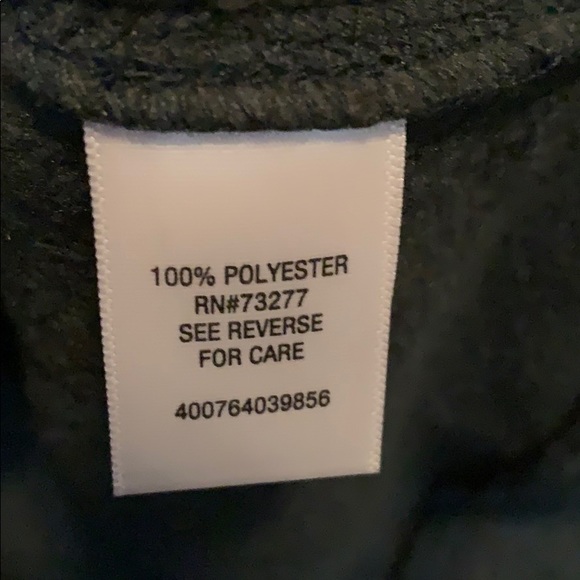 100% POLYESTER
RN#73277
SEE REVERSE
FOR CARE
400764039856